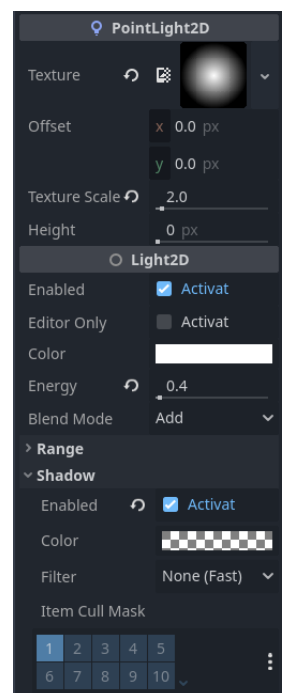 PointLight2D
Texture
Offset x 0.0 px
y 0.0 px
Texture Scale 2.0
Height 0 px
Light2D
Enabled Activat
Editor Only Activat
Color
Energy 0.4
Blend Mode Add
Range
Shadow
Enabled Activat
Color
Filter None (Fast)
Item Cull Mask
1 2 3 4 5
6 7 8 9 10